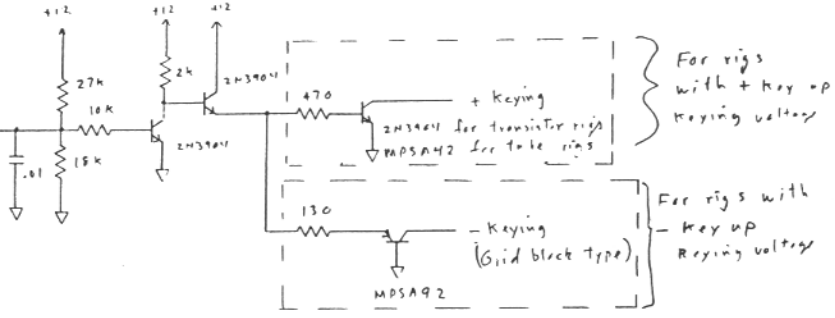 +12
+12
+12
27k
2k
2N3904
10k
2N3904
18k
.01
470
+ Keying
2N3904 for transistor rigs
MPSA42 for tube rigs
For rigs
with + key up
keying voltage
130
- Keying
(Grid block type)
MPSA92
For rigs with
- key up
keying voltage